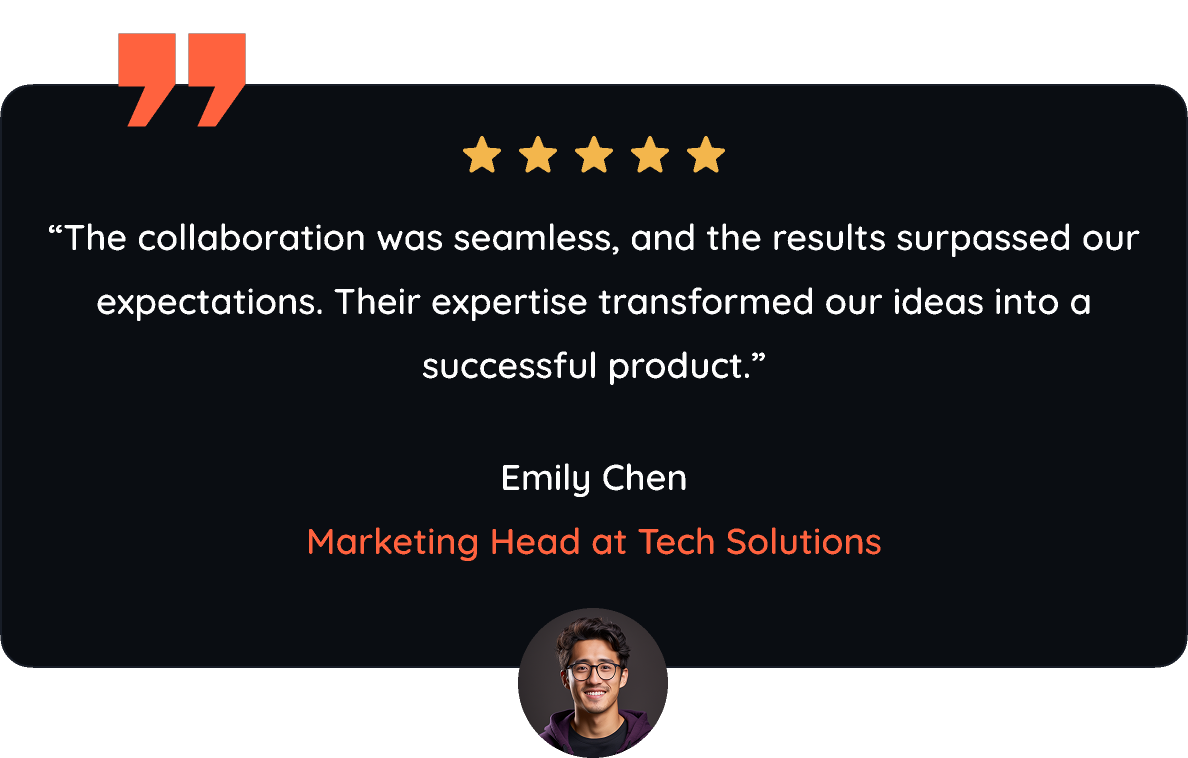 “The collaboration was seamless, and the results surpassed our
expectations. Their expertise transformed our ideas into a
successful product.”
Emily Chen
Marketing Head at Tech Solutions